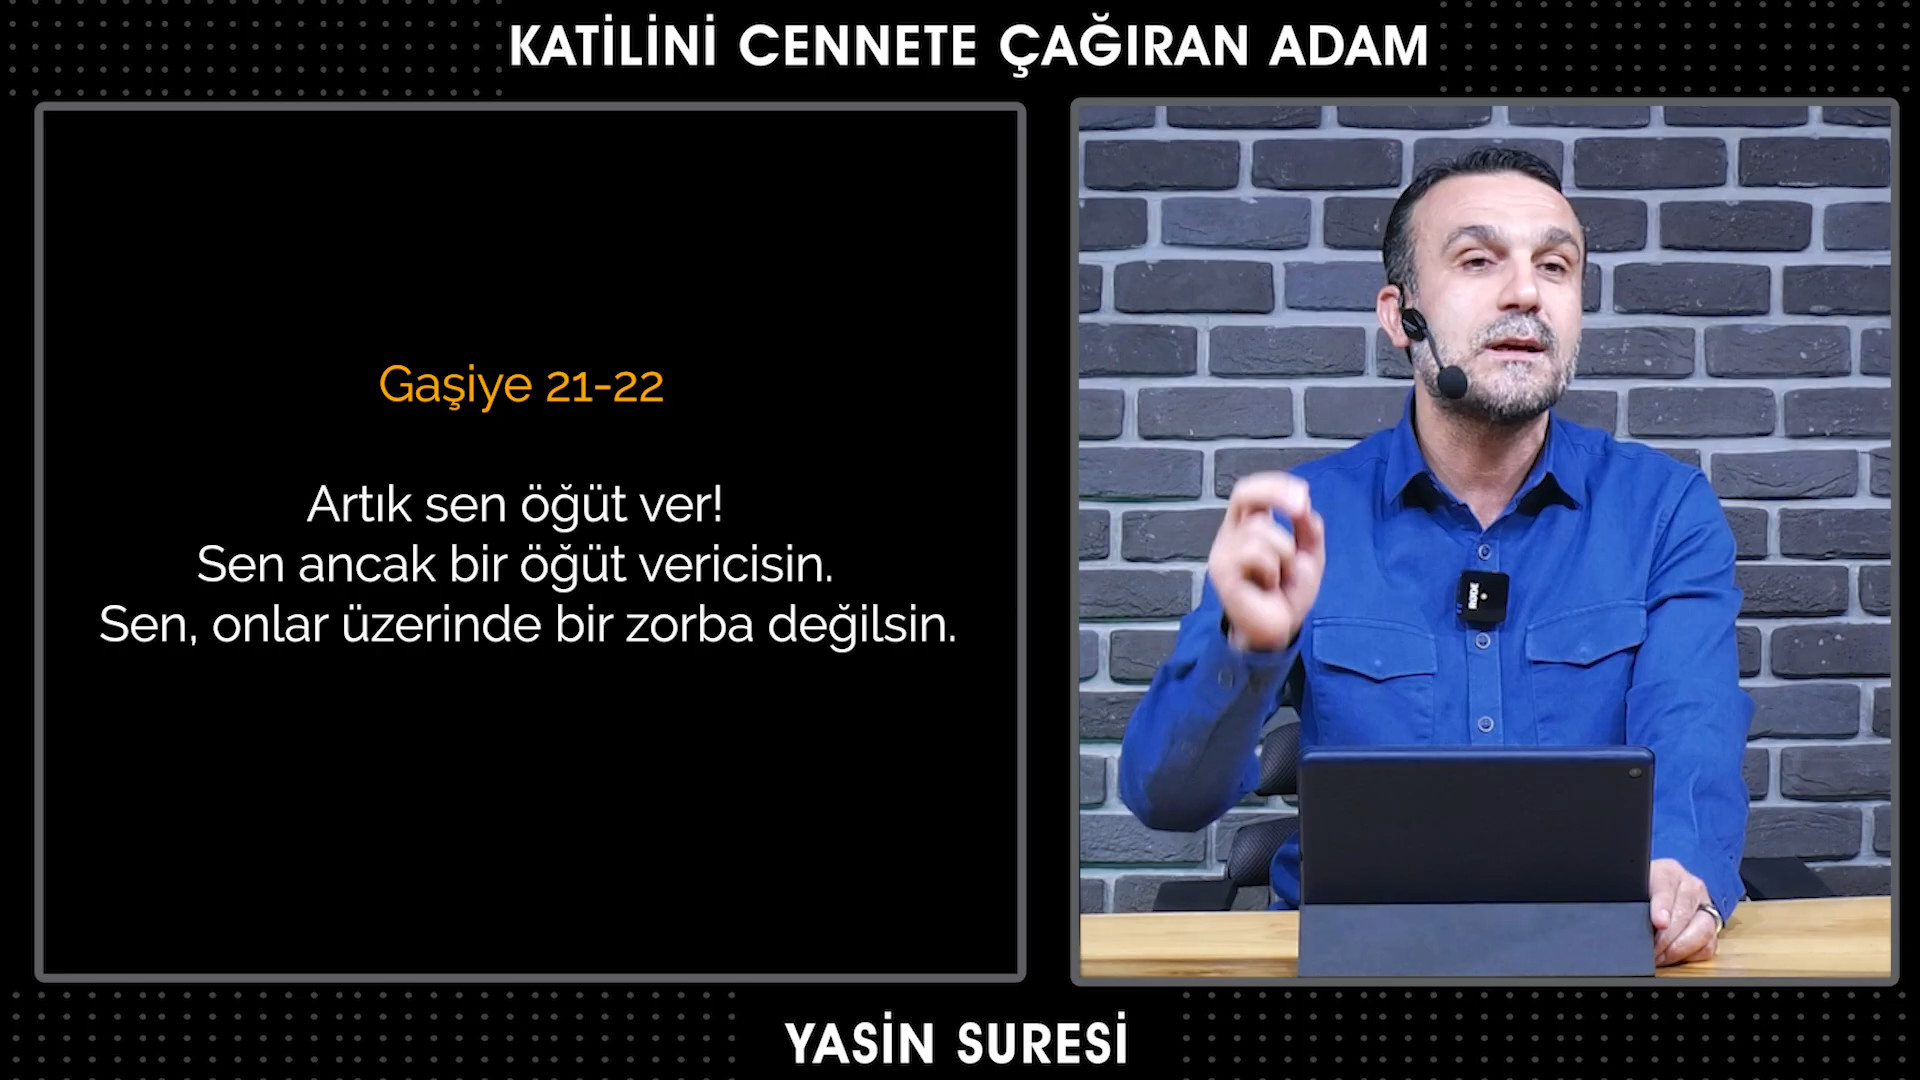 KATİLİNİ CENNETE ÇAĞIRAN ADAM
Gaşiye 21-22
Artık sen öğüt ver!
Sen ancak bir öğüt vericisin.
Sen, onlar üzerinde bir zorba değilsin.
RØDE
YASİN SURESİ